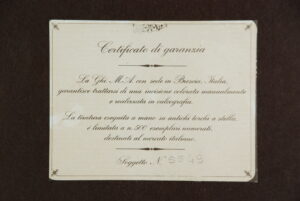 Certificato di garanzia
La Ghi. M.A. con sede in Brescia, Italia,
garantisce trattarsi di una incisione colorata manualmente
e realizzata in calcografia.
La tiratura eseguita a mano su antichi torchi a stella,
è limitata a n. 500 esemplari numerati,
destinati al mercato italiano.
Soggetto N°